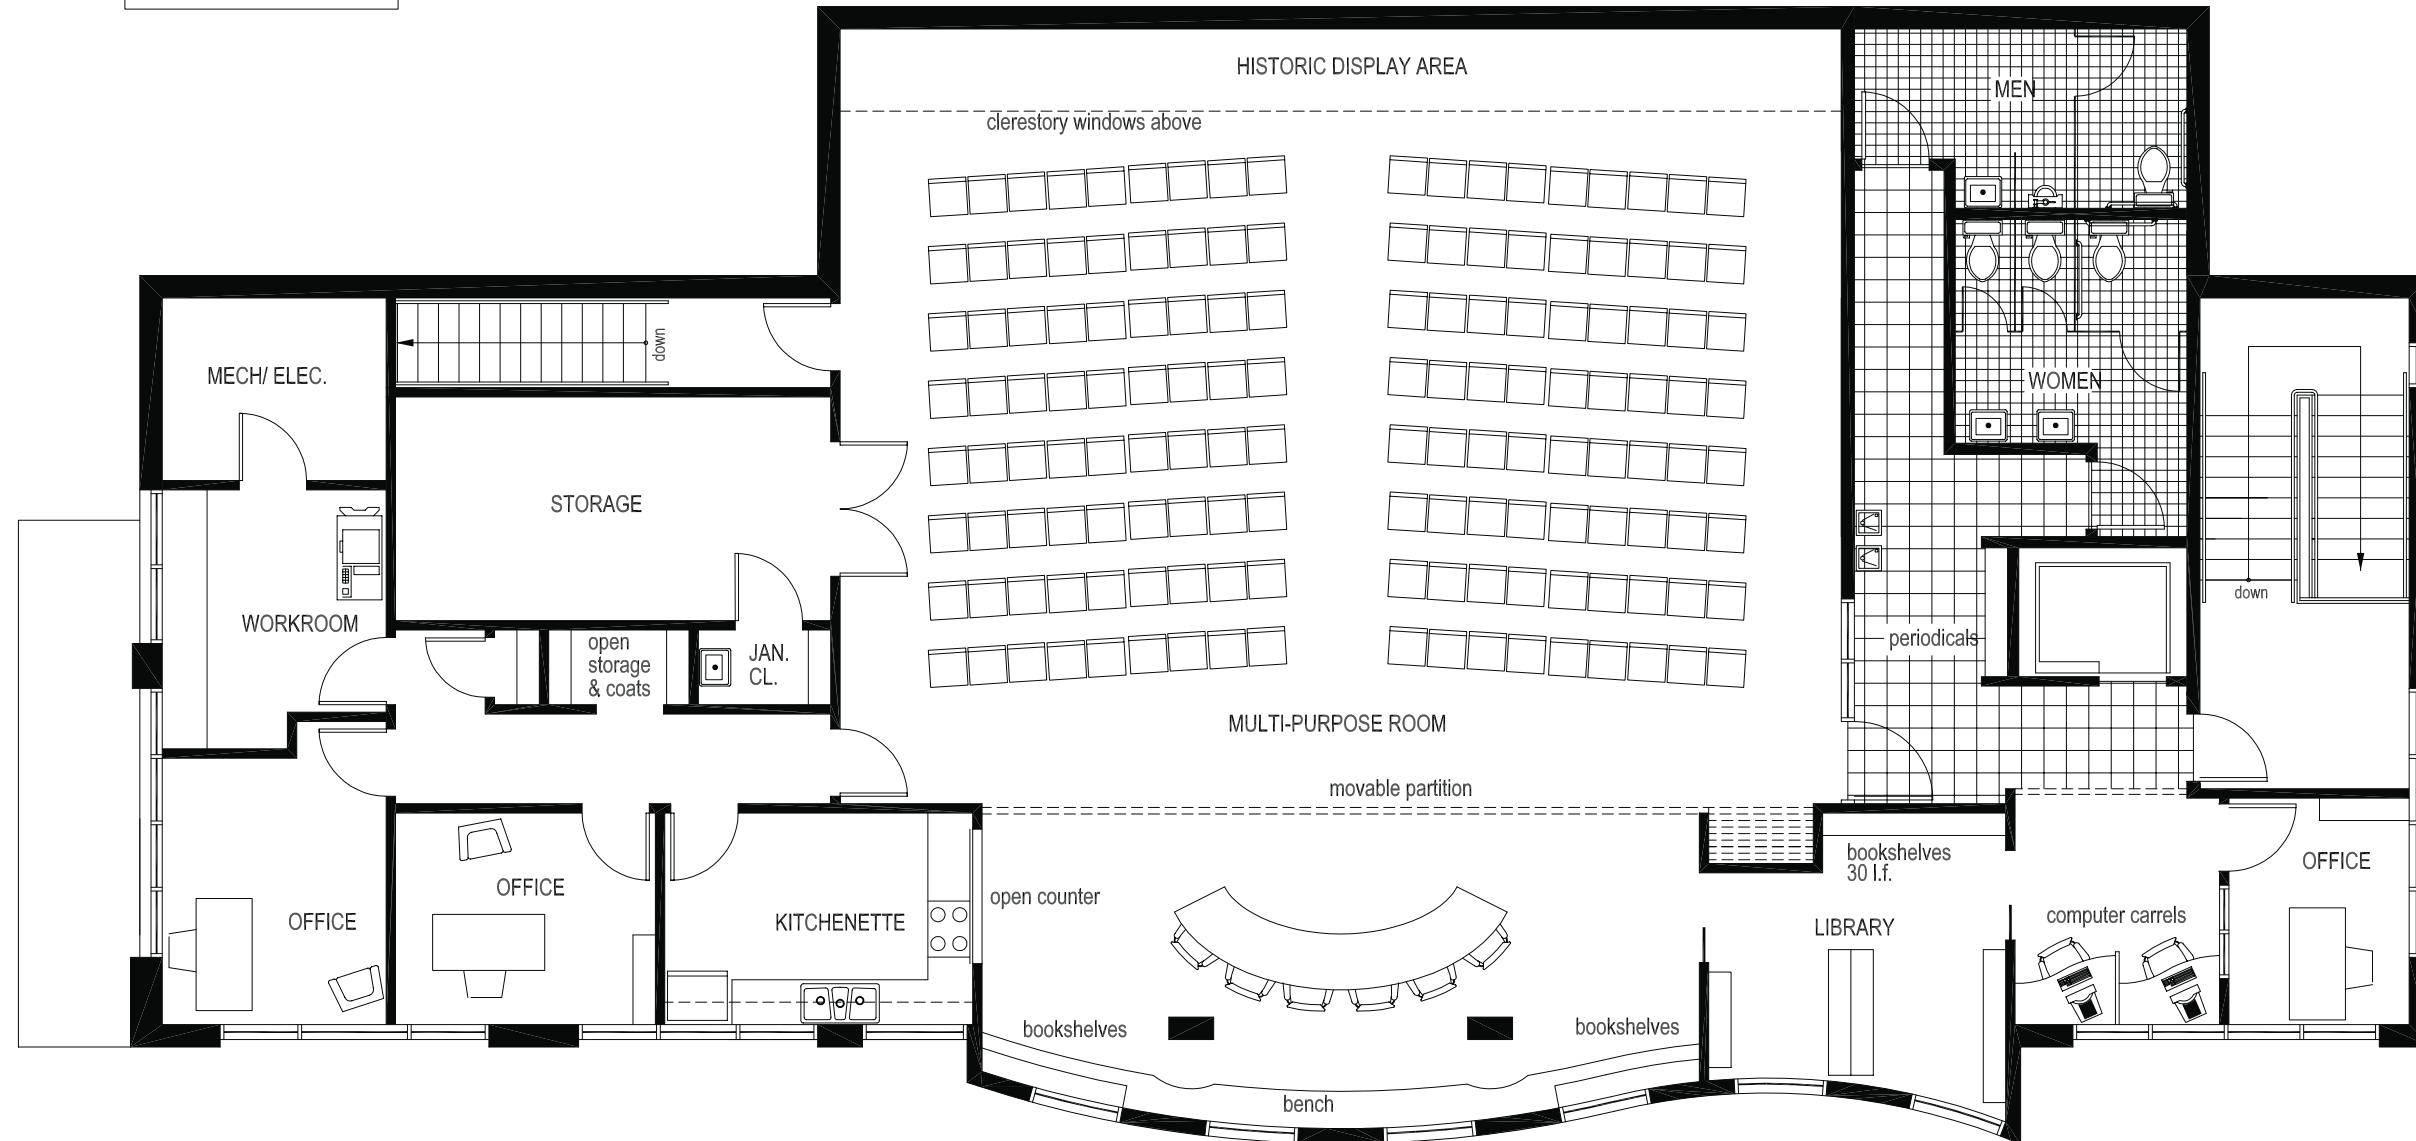 HISTORIC DISPLAY AREA
clerestory windows above
MEN
WOMEN
down
MECH/ ELEC.
STORAGE
WORKROOM
open
storage
& coats
JAN.
CL.
periodicals
down
MULTI-PURPOSE ROOM
movable partition
OFFICE
OFFICE
KITCHENETTE
open counter
bookshelves
30 l.f.
LIBRARY
computer carrels
OFFICE
bookshelves
bookshelves
bench